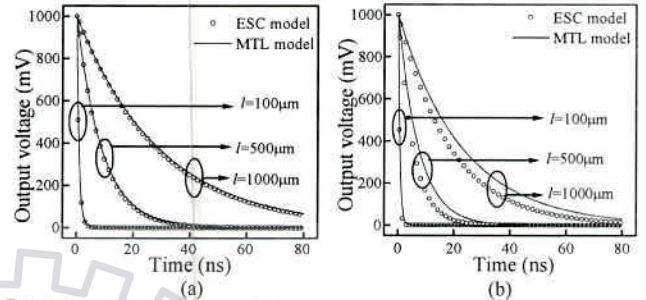 1000
800
600
400
200
0
Output voltage (mV)
ESC model
MTL model
l=100μm
l=500μm
l=1000μm
0 20 40 60 80
Time (ns)
(a)
1000
800
600
400
200
0
Output voltage (mV)
ESC model
MTL model
l=100μm
l=500μm
l=1000μm
0 20 40 60 80
Time (ns)
(b)